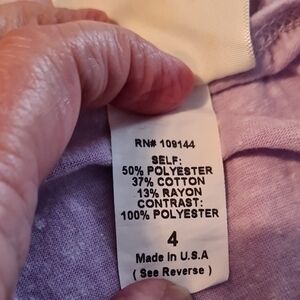 RN# 109144
SELF:
50% POLYESTER
37% COTTON
13% RAYON
CONTRAST:
100% POLYESTER
4
Made in U.S.A
( See Reverse )